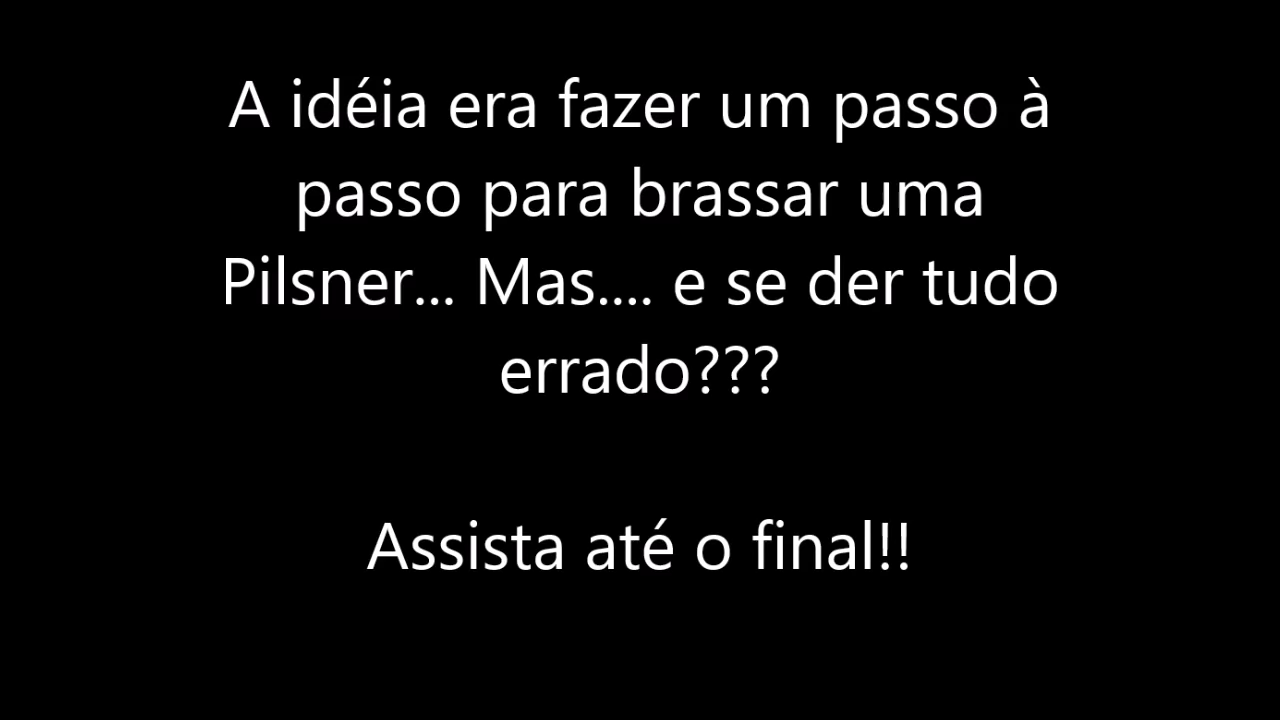 A idéia era fazer um passo à
passo para brassar uma
Pilsner... Mas.... e se der tudo
errado???
Assista até o final!!